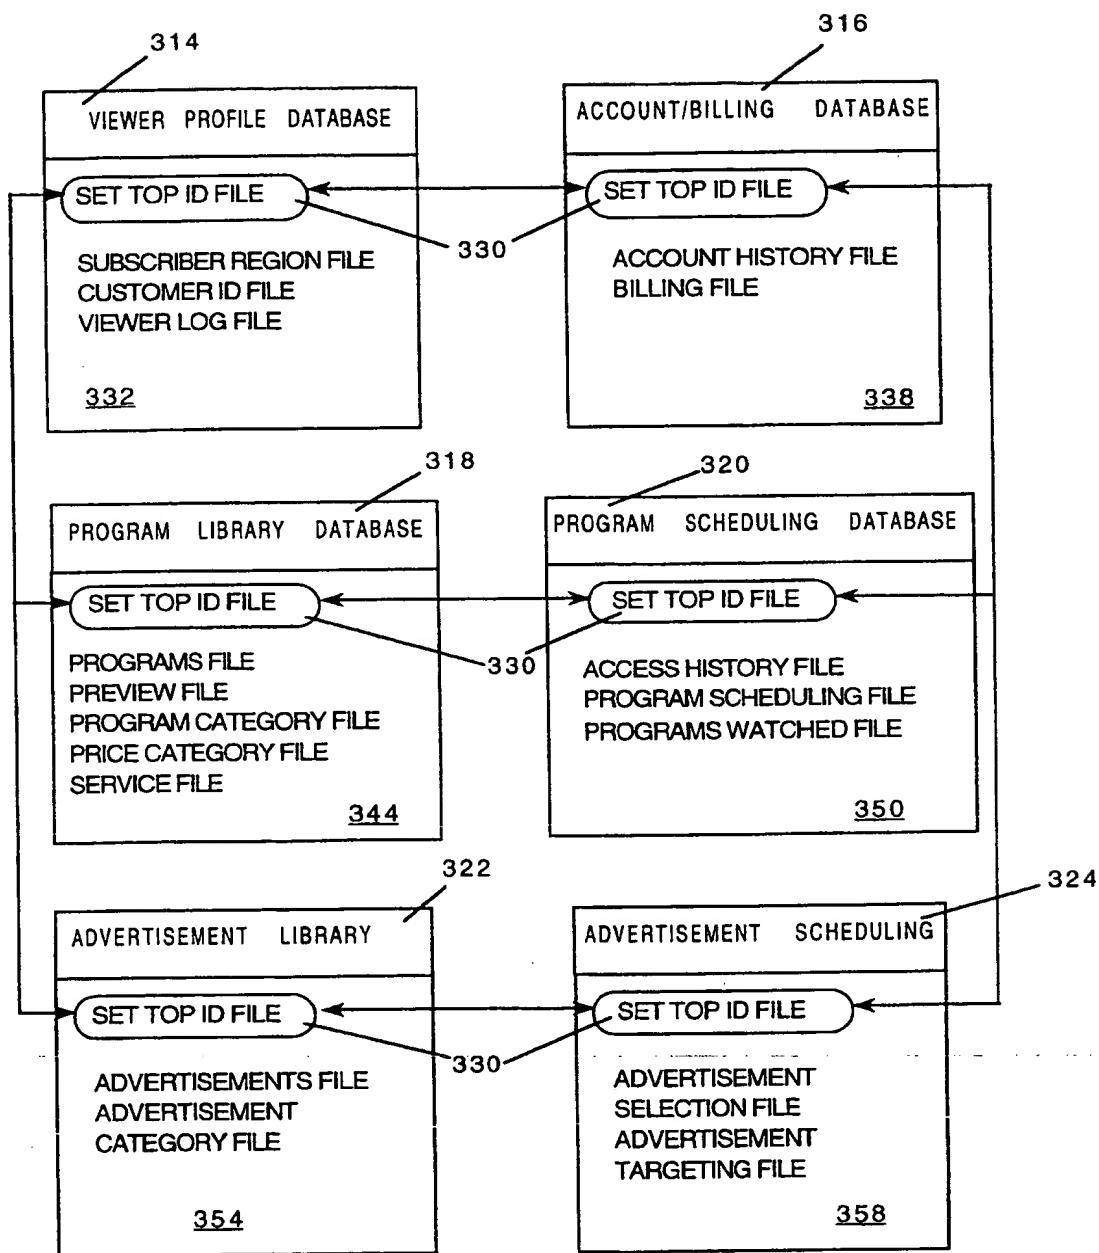 314
316
VIEWER PROFILE DATABASE
ACCOUNT/BILLING DATABASE
SET TOP ID FILE
SET TOP ID FILE
330
SUBSCRIBER REGION FILE
CUSTOMER ID FILE
VIEWER LOG FILE
ACCOUNT HISTORY FILE
BILLING FILE
332
338
318
320
PROGRAM LIBRARY DATABASE
PROGRAM SCHEDULING DATABASE
SET TOP ID FILE
SET TOP ID FILE
330
PROGRAMS FILE
PREVIEW FILE
PROGRAM CATEGORY FILE
PRICE CATEGORY FILE
SERVICE FILE
ACCESS HISTORY FILE
PROGRAM SCHEDULING FILE
PROGRAMS WATCHED FILE
344
350
322
324
ADVERTISEMENT LIBRARY
ADVERTISEMENT SCHEDULING
SET TOP ID FILE
SET TOP ID FILE
330
ADVERTISEMENTS FILE
ADVERTISEMENT
CATEGORY FILE
ADVERTISEMENT
SELECTION FILE
ADVERTISEMENT
TARGETING FILE
354
358